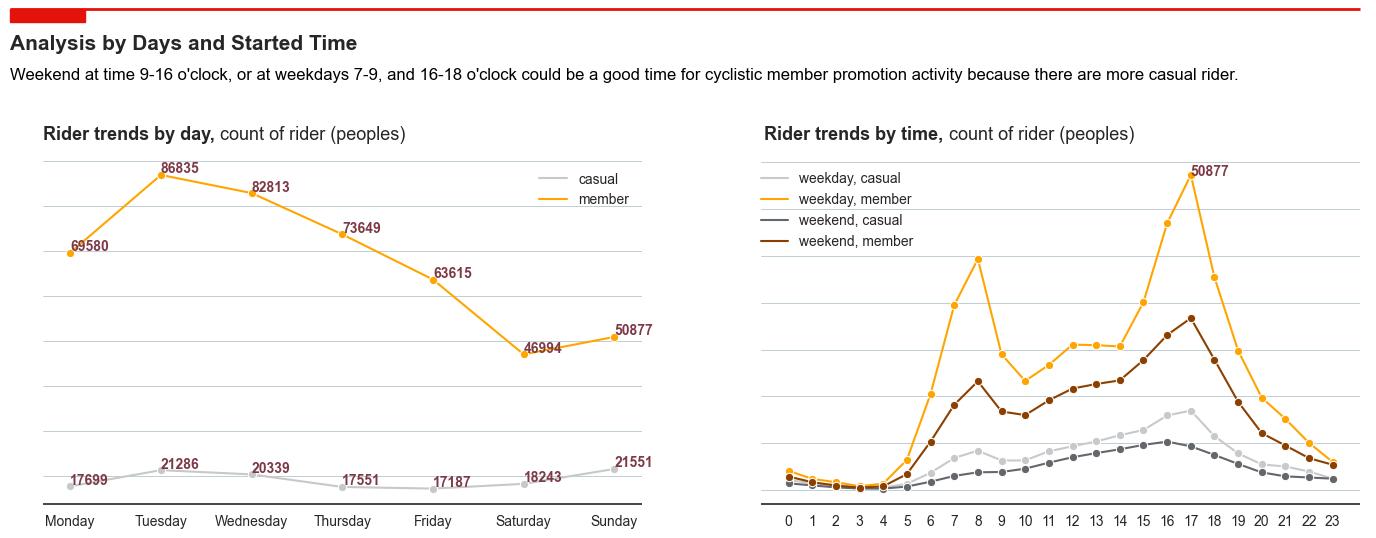 Analysis by Days and Started Time
Weekend at time 9-16 o'clock, or at weekdays 7-9, and 16-18 o'clock could be a good time for cyclistic member promotion activity because there are more casual rider.
Rider trends by day, count of rider (peoples)
86835
82813
73649
69580
63615
46994
50877
casual
member
17699
21286
20339
17551
17187
18243
21551
Monday Tuesday Wednesday Thursday Friday Saturday Sunday
Rider trends by time, count of rider (peoples)
50877
weekday, casual
weekday, member
weekend, casual
weekend, member
0 1 2 3 4 5 6 7 8 9 10 11 12 13 14 15 16 17 18 19 20 21 22 23